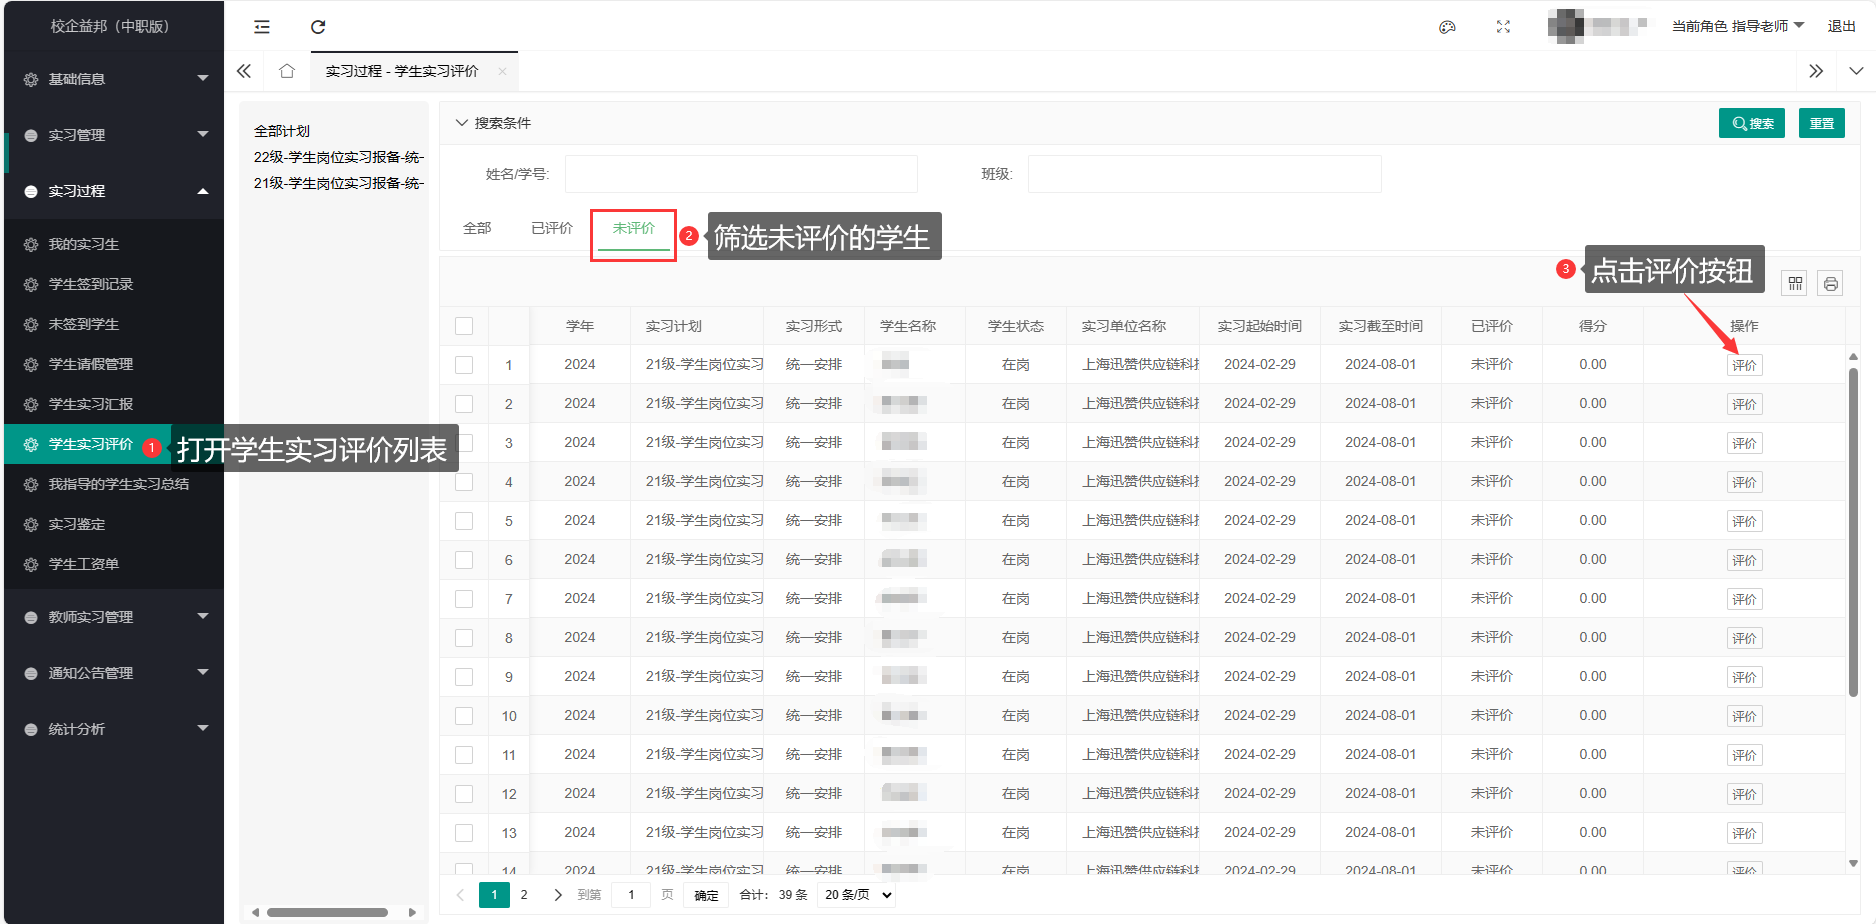 校企益邦（中职版）
当前角色 指导老师
退出
基础信息
实习管理
实习过程
我的实习生
学生签到记录
未签到学生
学生请假管理
学生实习汇报
学生实习评价
1
打开学生实习评价列表
我指导的学生实习总结
实习鉴定
学生工资单
教师实习管理
通知公告管理
统计分析
实习过程 - 学生实习评价
全部计划
22级-学生岗位实习报备-统一
21级-学生岗位实习报备-统一
搜索条件
搜索
重置
姓名/学号:
班级:
全部
已评价
未评价
2
筛选未评价的学生
3
点击评价按钮
学年 实习计划 实习形式 学生名称 学生状态 实习单位名称 实习起始时间 实习截至时间 已评价 得分 操作
1 2024 21级-学生岗位实习 统一安排 在岗 上海迅赞供应链科技 2024-02-29 2024-08-01 未评价 0.00 评价
2 2024 21级-学生岗位实习 统一安排 在岗 上海迅赞供应链科技 2024-02-29 2024-08-01 未评价 0.00 评价
3 2024 21级-学生岗位实习 统一安排 在岗 上海迅赞供应链科技 2024-02-29 2024-08-01 未评价 0.00 评价
4 2024 21级-学生岗位实习 统一安排 在岗 上海迅赞供应链科技 2024-02-29 2024-08-01 未评价 0.00 评价
5 2024 21级-学生岗位实习 统一安排 在岗 上海迅赞供应链科技 2024-02-29 2024-08-01 未评价 0.00 评价
6 2024 21级-学生岗位实习 统一安排 在岗 上海迅赞供应链科技 2024-02-29 2024-08-01 未评价 0.00 评价
7 2024 21级-学生岗位实习 统一安排 在岗 上海迅赞供应链科技 2024-02-29 2024-08-01 未评价 0.00 评价
8 2024 21级-学生岗位实习 统一安排 在岗 上海迅赞供应链科技 2024-02-29 2024-08-01 未评价 0.00 评价
9 2024 21级-学生岗位实习 统一安排 在岗 上海迅赞供应链科技 2024-02-29 2024-08-01 未评价 0.00 评价
10 2024 21级-学生岗位实习 统一安排 在岗 上海迅赞供应链科技 2024-02-29 2024-08-01 未评价 0.00 评价
11 2024 21级-学生岗位实习 统一安排 在岗 上海迅赞供应链科技 2024-02-29 2024-08-01 未评价 0.00 评价
12 2024 21级-学生岗位实习 统一安排 在岗 上海迅赞供应链科技 2024-02-29 2024-08-01 未评价 0.00 评价
13 2024 21级-学生岗位实习 统一安排 在岗 上海迅赞供应链科技 2024-02-29 2024-08-01 未评价 0.00 评价
14 2024 21级-学生岗位实习 统一安排 在岗 上海迅赞供应链科技 2024-02-29 2024-08-01 未评价 0.00 评价
1 2 到第 1 页 确定 合计： 39 条 20 条/页